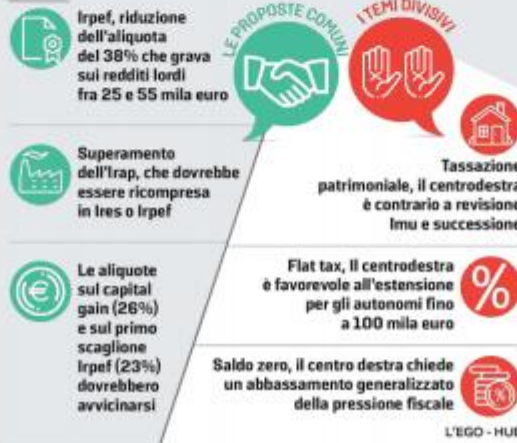 LE PROPOSTE COMUNI
I TEMI DIVISIVI
Irpef, riduzione
dell'aliquota
del 38% che grava
sui redditi lordi
fra 25 e 55 mila euro
Superamento
dell'Irap, che dovrebbe
essere ricompresa
in Ires o Irpef
Le aliquote
sul capital
gain (26%)
e sul primo
scaglione
Irpef (23%)
dovrebbero
avvicinarsi
Tassazione
patrimoniale, il centrodestra
è contrario a revisione
Imu e successione
Flat tax, Il centrodestra
è favorevole all'estensione
per gli autonomi fino
a 100 mila euro
%
Saldo zero, il centro destra chiede
un abbassamento generalizzato
della pressione fiscale
L'EGO - HUB